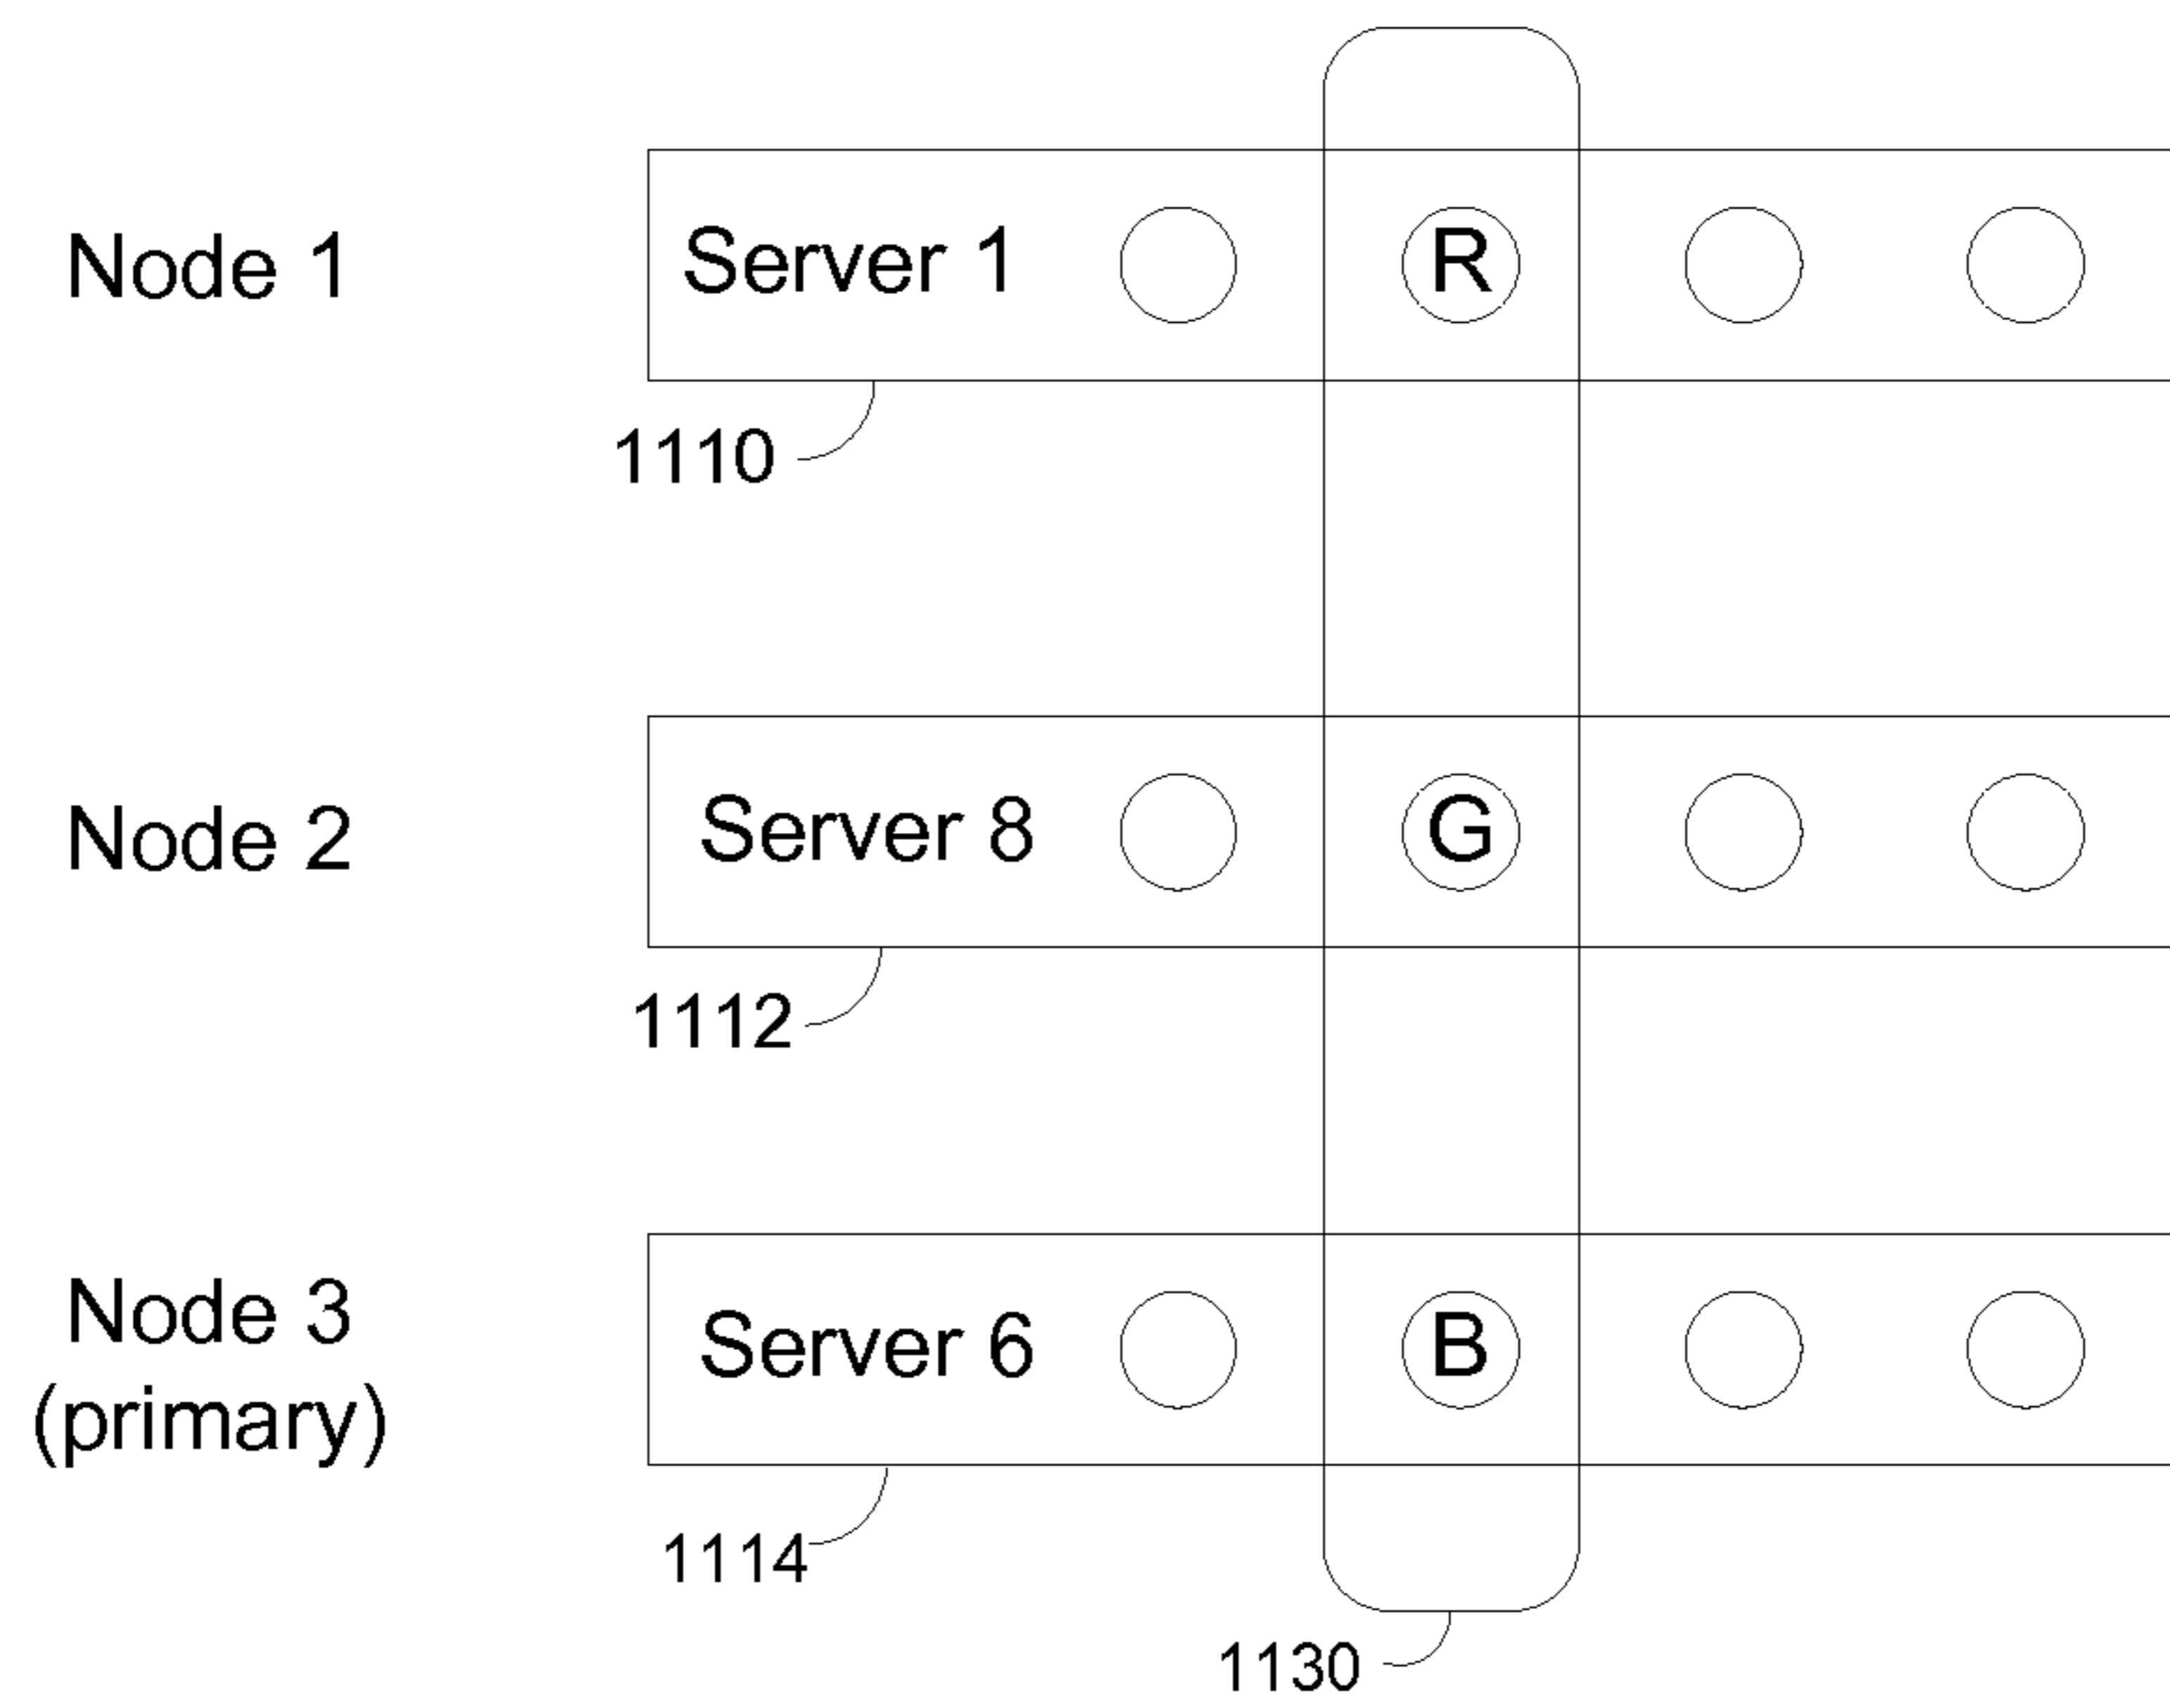 Node 1
Server 1
R
1110
Node 2
Server 8
G
1112
Node 3
(primary)
Server 6
B
1114
1130